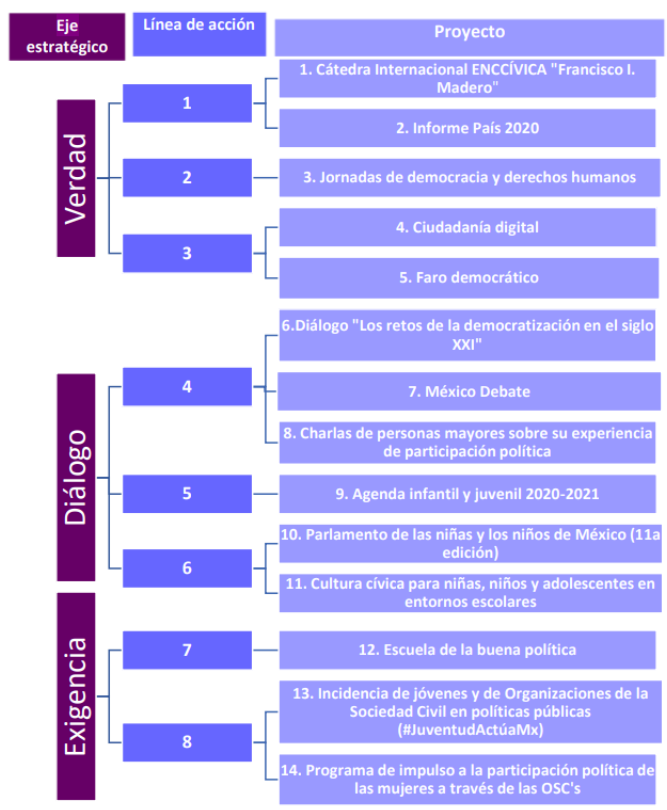 Eje
estratégico
Línea de acción
Proyecto
Verdad
1
1. Cátedra Internacional ENCCÍVICA "Francisco I.
Madero"
2. Informe País 2020
2
3. Jornadas de democracia y derechos humanos
3
4. Ciudadanía digital
5. Faro democrático
Diálogo
4
6.Diálogo "Los retos de la democratización en el siglo
XXI"
7. México Debate
8. Charlas de personas mayores sobre su experiencia
de participación política
5
9. Agenda infantil y juvenil 2020-2021
6
10. Parlamento de las niñas y los niños de México (11a
edición)
11. Cultura cívica para niñas, niños y adolescentes en
entornos escolares
Exigencia
7
12. Escuela de la buena política
8
13. Incidencia de jóvenes y de Organizaciones de la
Sociedad Civil en políticas públicas
(#JuventudActúaMx)
14. Programa de impulso a la participación política de
las mujeres a través de las OSC's